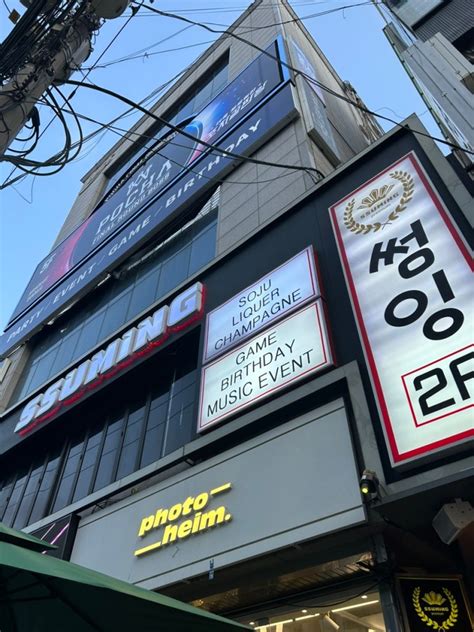 PARTY EVENT GAME BIRTHDAY
SSUMING
SOJU
LIQUER
CHAMPAGNE
GAME
BIRTHDAY
MUSIC EVENT
SSUMING
썸잉
2F
photo
heim.
SSUMING